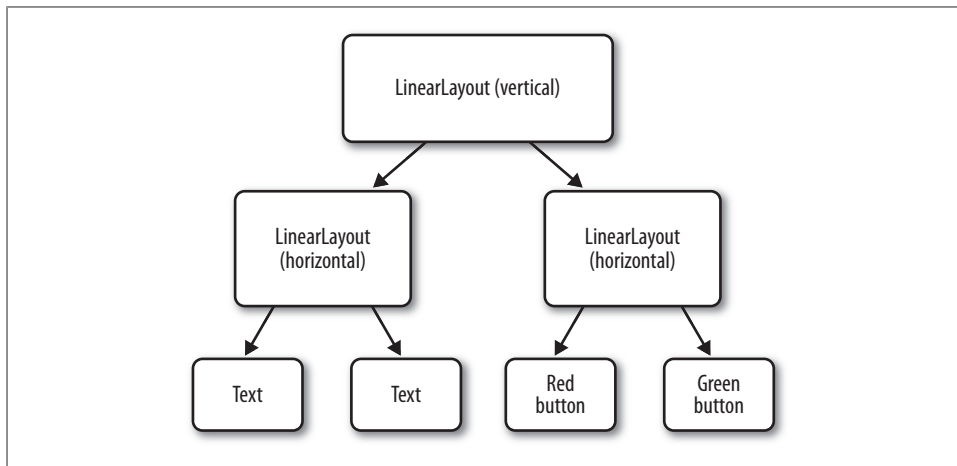 LinearLayout (vertical)
LinearLayout
(horizontal)
LinearLayout
(horizontal)
Text
Text
Red
button
Green
button